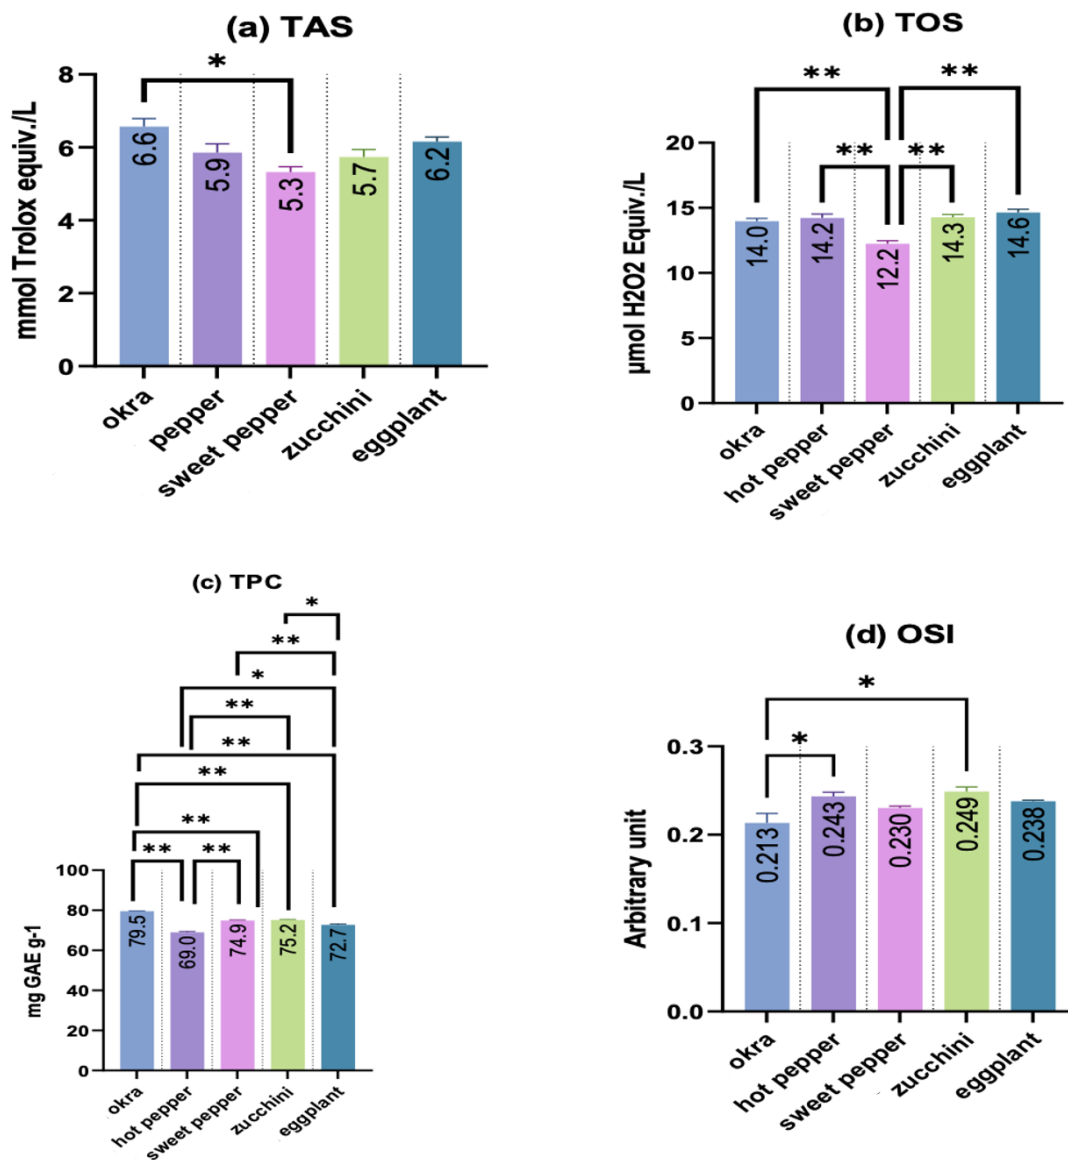 (a) TAS
*
mmol Trolox equiv./L
8
6
4
2
0
6.6
5.9
5.3
5.7
6.2
okra
pepper
sweet pepper
zucchini
eggplant
(b) TOS
**
**
**
**
µmol H2O2 Equiv./L
20
15
10
5
0
14.0
14.2
12.2
14.3
14.6
okra
hot pepper
sweet pepper
zucchini
eggplant
(c) TPC
*
**
*
**
**
**
**
**
**
mg GAE g-1
100
80
60
40
20
0
79.5
69.0
74.9
75.2
72.7
okra
hot pepper
sweet pepper
zucchini
eggplant
(d) OSI
*
*
Arbitrary unit
0.3
0.2
0.1
0.0
0.213
0.243
0.230
0.249
0.238
okra
hot pepper
sweet pepper
zucchini
eggplant